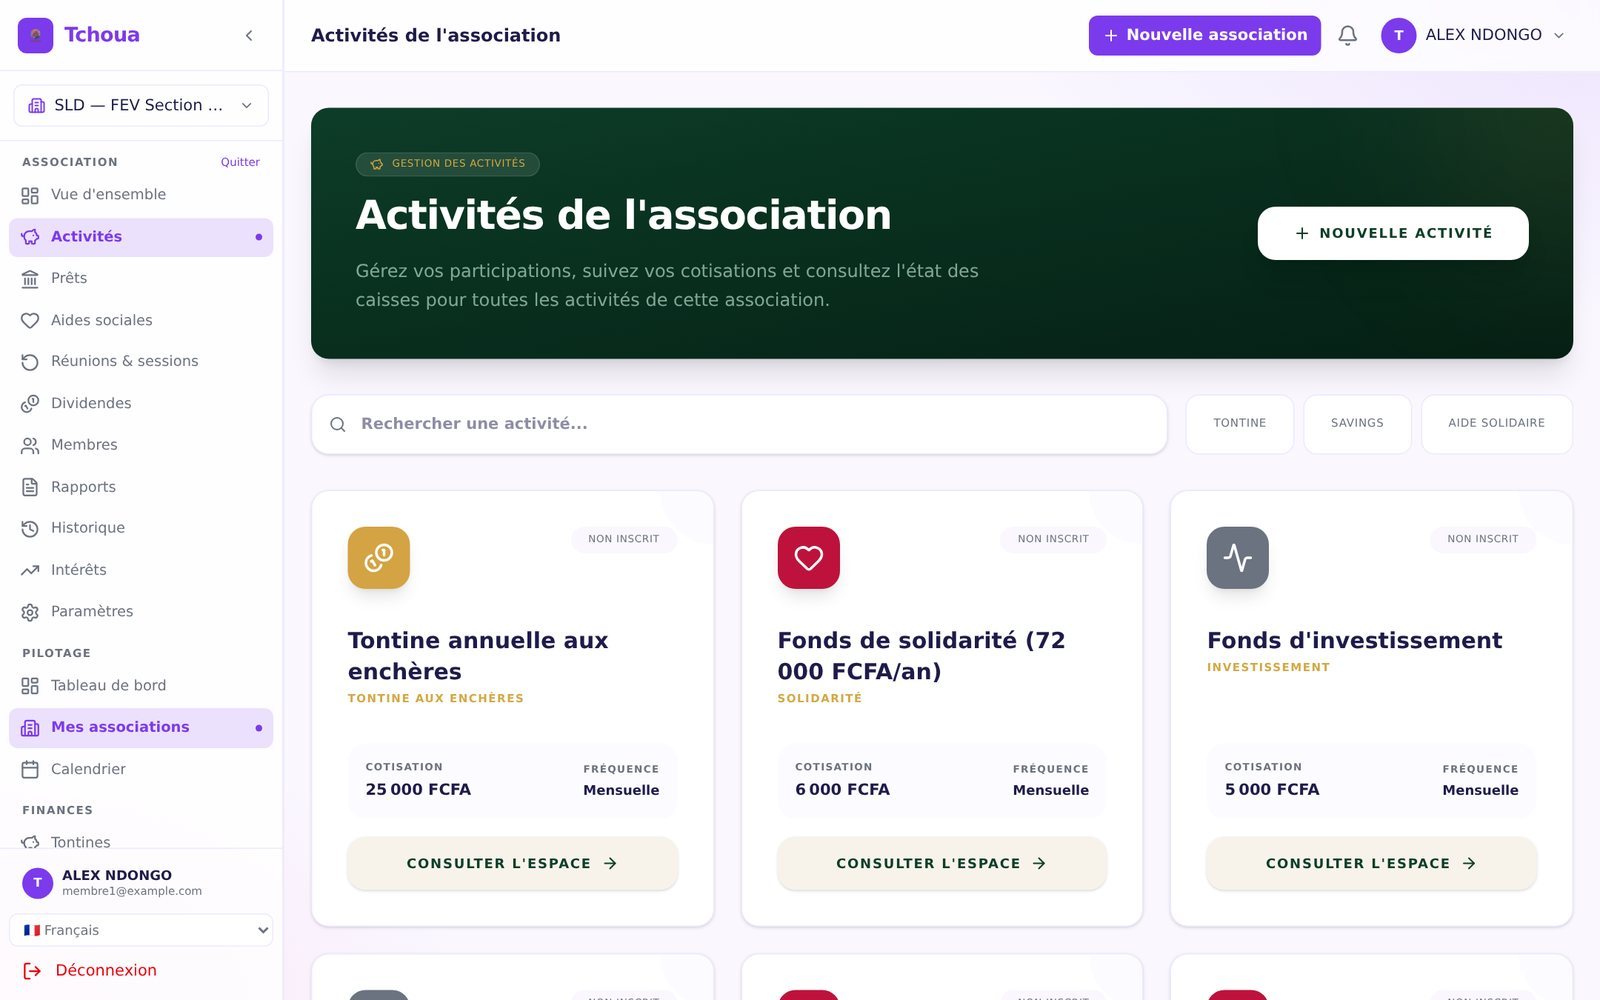 Tchoua
SLD — FEV Section ...
ASSOCIATION
Quitter
Vue d'ensemble
Activités
Prêts
Aides sociales
Réunions & sessions
Dividendes
Membres
Rapports
Historique
Intérêts
Paramètres
PILOTAGE
Tableau de bord
Mes associations
Calendrier
FINANCES
Tontines
T
ALEX NDONGO
membre1@example.com
Français
Déconnexion
Activités de l'association
+ Nouvelle association
T
ALEX NDONGO
GESTION DES ACTIVITÉS
Activités de l'association
Gérez vos participations, suivez vos cotisations et consultez l'état des
caisses pour toutes les activités de cette association.
+ NOUVELLE ACTIVITÉ
Rechercher une activité...
TONTINE
SAVINGS
AIDE SOLIDAIRE
NON INSCRIT
Tontine annuelle aux
enchères
TONTINE AUX ENCHÈRES
COTISATION
25 000 FCFA
FRÉQUENCE
Mensuelle
CONSULTER L'ESPACE →
NON INSCRIT
Fonds de solidarité (72
000 FCFA/an)
SOLIDARITÉ
COTISATION
6 000 FCFA
FRÉQUENCE
Mensuelle
CONSULTER L'ESPACE →
NON INSCRIT
Fonds d'investissement
INVESTISSEMENT
COTISATION
5 000 FCFA
FRÉQUENCE
Mensuelle
CONSULTER L'ESPACE →
NON INSCRIT
NON INSCRIT
NON INSCRIT